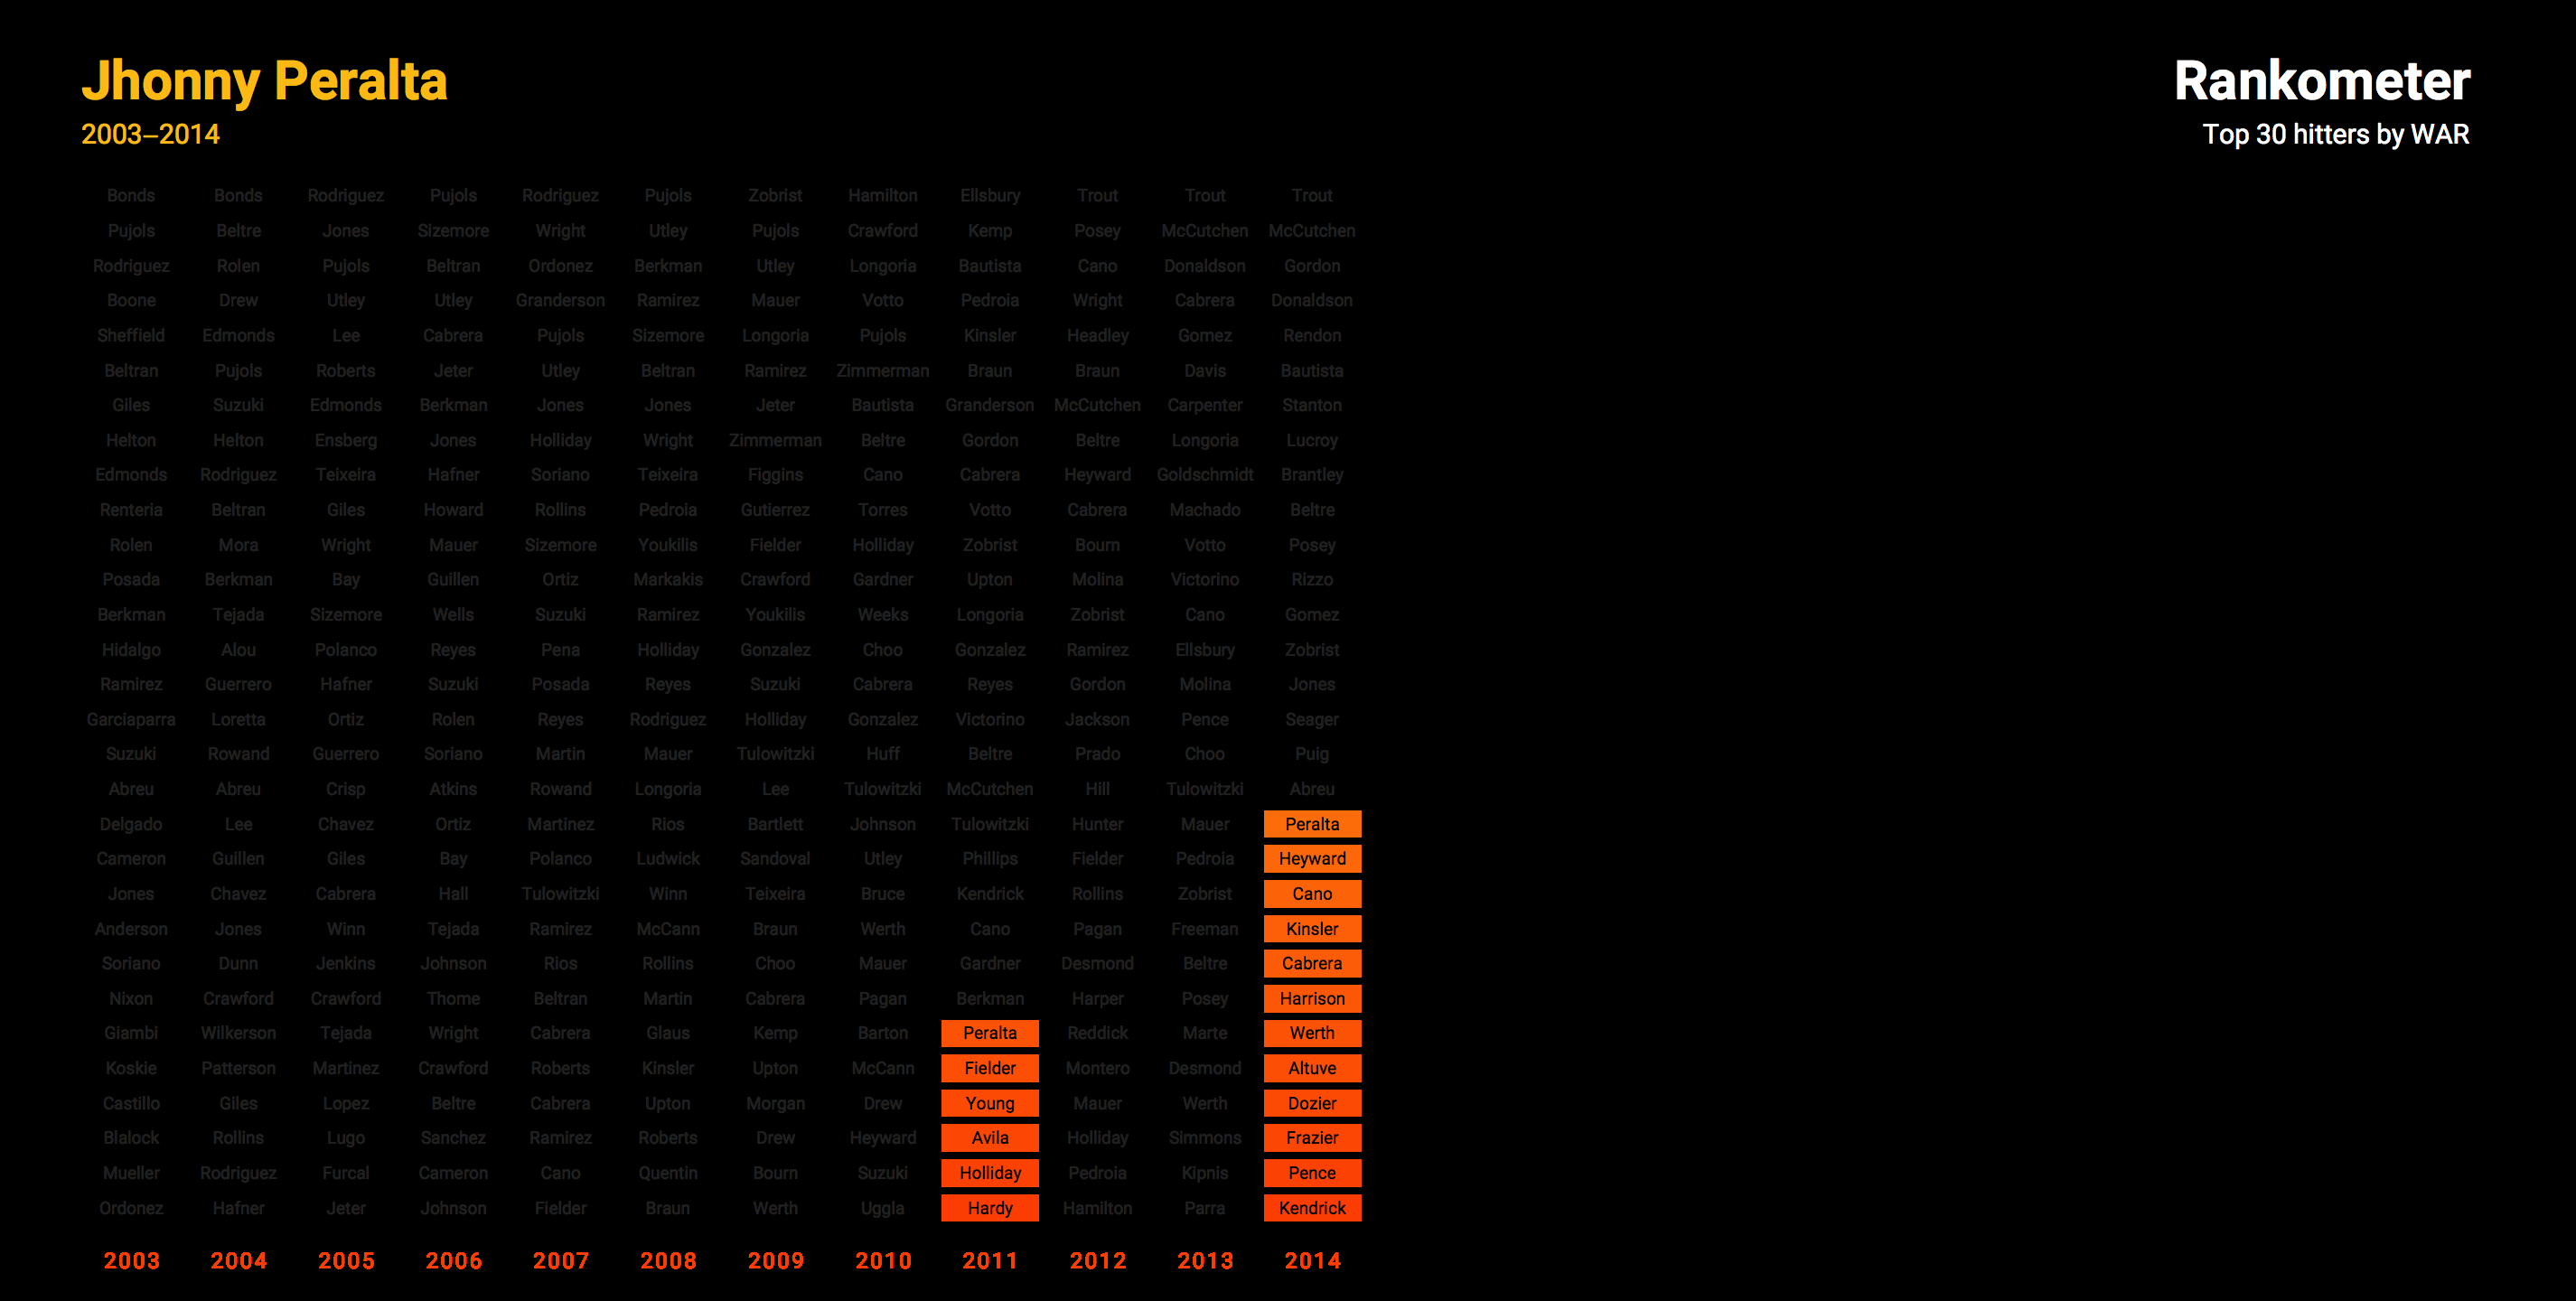 Jhonny Peralta
2003–2014
Rankometer
Top 30 hitters by WAR
Bonds Bonds Rodriguez Pujols Rodriguez Pujols Zobrist Hamilton Ellsbury Trout Trout Trout
Pujols Beltre Jones Sizemore Wright Utley Pujols Crawford Kemp Posey McCutchen McCutchen
Rodriguez Rolen Pujols Beltran Ordonez Berkman Utley Longoria Bautista Cano Donaldson Gordon
Boone Drew Utley Utley Granderson Ramirez Mauer Votto Pedroia Wright Cabrera Donaldson
Sheffield Edmonds Lee Cabrera Pujols Sizemore Longoria Pujols Kinsler Headley Gomez Rendon
Beltran Pujols Roberts Jeter Utley Beltran Ramirez Zimmerman Braun Braun Davis Bautista
Giles Suzuki Edmonds Berkman Jones Jones Jeter Bautista Granderson McCutchen Carpenter Stanton
Helton Helton Ensberg Jones Holliday Wright Zimmerman Beltre Gordon Beltre Longoria Lucroy
Edmonds Rodriguez Teixeira Hafner Soriano Teixeira Figgins Cano Cabrera Heyward Goldschmidt Brantley
Renteria Beltran Giles Howard Rollins Pedroia Gutierrez Torres Votto Cabrera Machado Beltre
Rolen Mora Wright Mauer Sizemore Youkilis Fielder Holliday Zobrist Bourn Votto Posey
Posada Berkman Bay Guillen Ortiz Markakis Crawford Gardner Upton Molina Victorino Rizzo
Berkman Tejada Sizemore Wells Suzuki Ramirez Youkilis Weeks Longoria Zobrist Cano Gomez
Hidalgo Alou Polanco Reyes Pena Holliday Gonzalez Choo Gonzalez Ramirez Ellsbury Zobrist
Ramirez Guerrero Hafner Suzuki Posada Reyes Suzuki Cabrera Reyes Gordon Molina Jones
Garciaparra Loretta Ortiz Rolen Reyes Rodriguez Holliday Gonzalez Victorino Jackson Pence Seager
Suzuki Rowand Guerrero Soriano Martin Mauer Tulowitzki Huff Beltre Prado Choo Puig
Abreu Abreu Crisp Atkins Rowand Longoria Lee Tulowitzki McCutchen Hill Tulowitzki Abreu
Delgado Lee Chavez Ortiz Martinez Rios Bartlett Johnson Tulowitzki Hunter Mauer Peralta
Cameron Guillen Giles Bay Polanco Ludwick Sandoval Utley Phillips Fielder Pedroia Heyward
Jones Chavez Cabrera Hall Tulowitzki Winn Teixeira Bruce Kendrick Rollins Zobrist Cano
Anderson Jones Winn Tejada Ramirez McCann Braun Werth Cano Pagan Freeman Kinsler
Soriano Dunn Jenkins Johnson Rios Rollins Choo Mauer Gardner Desmond Beltre Cabrera
Nixon Crawford Crawford Thome Beltran Martin Cabrera Pagan Berkman Harper Posey Harrison
Giambi Wilkerson Tejada Wright Cabrera Glaus Kemp Barton Peralta Reddick Marte Werth
Koskie Patterson Martinez Crawford Roberts Kinsler Upton McCann Fielder Montero Desmond Altuve
Castillo Giles Lopez Beltre Cabrera Upton Morgan Drew Young Mauer Werth Dozier
Blalock Rollins Lugo Sanchez Ramirez Roberts Drew Heyward Avila Holliday Simmons Frazier
Mueller Rodriguez Furcal Cameron Cano Quentin Bourn Suzuki Holliday Pedroia Kipnis Pence
Ordonez Hafner Jeter Johnson Fielder Braun Werth Uggla Hardy Hamilton Parra Kendrick
2003 2004 2005 2006 2007 2008 2009 2010 2011 2012 2013 2014